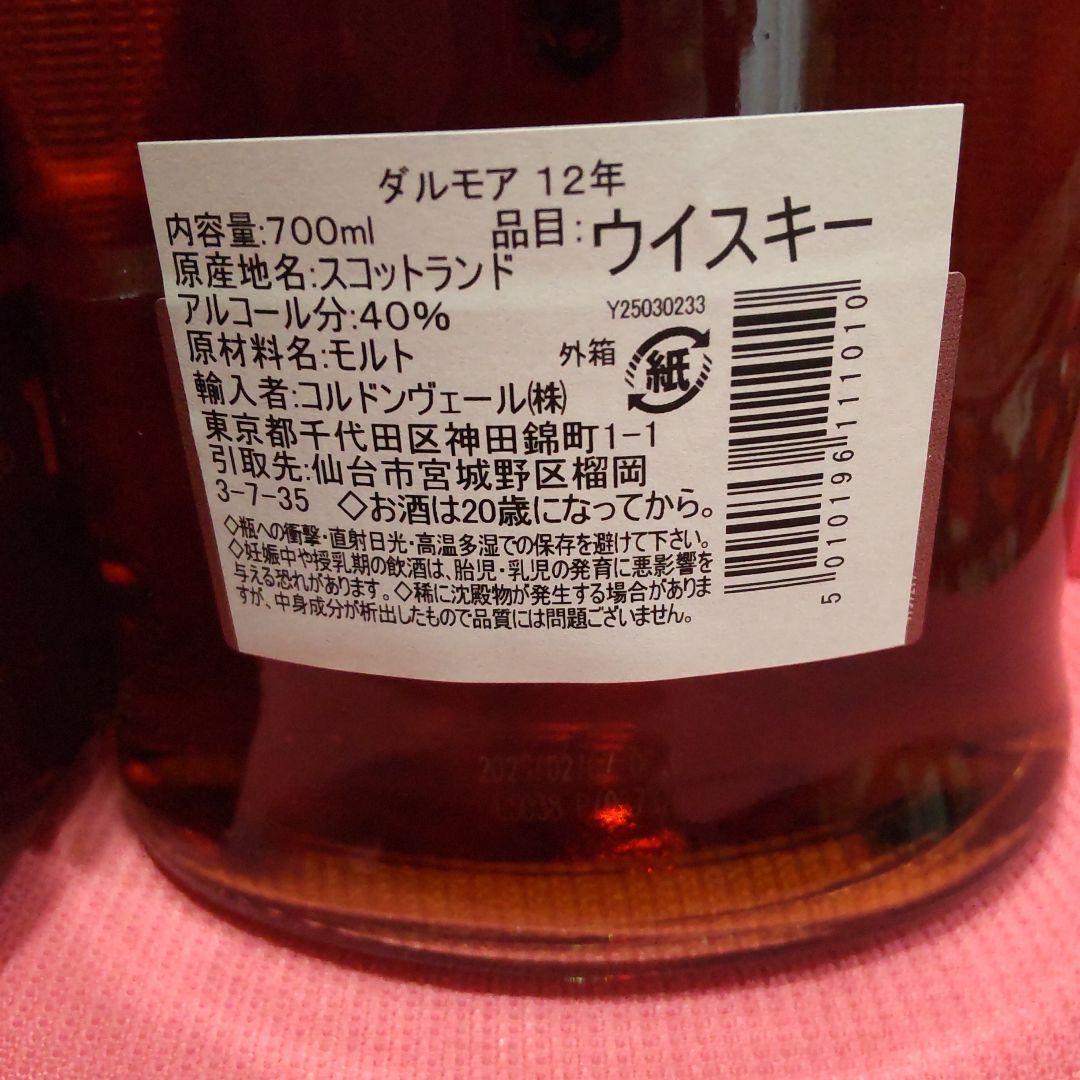 ダルモア 12年
内容量:700ml 品目:ウイスキー
原産地名:スコットランド
アルコール分:40% Y25030233
原材料名:モルト 外箱 紙
輸入者:コルドンヴェール㈱
東京都千代田区神田錦町1-1
引取先:仙台市宮城野区榴岡
3-7-35 ◇お酒は20歳になってから。
◇瓶への衝撃・直射日光・高温多湿での保存を避けて下さい。
◇妊娠中や授乳期の飲酒は、胎児・乳児の発育に悪影響を
与える恐れがあります。◇稀に沈殿物が発生する場合がありま
すが、中身成分が析出したもので品質には問題ございません。
5 010196 111010